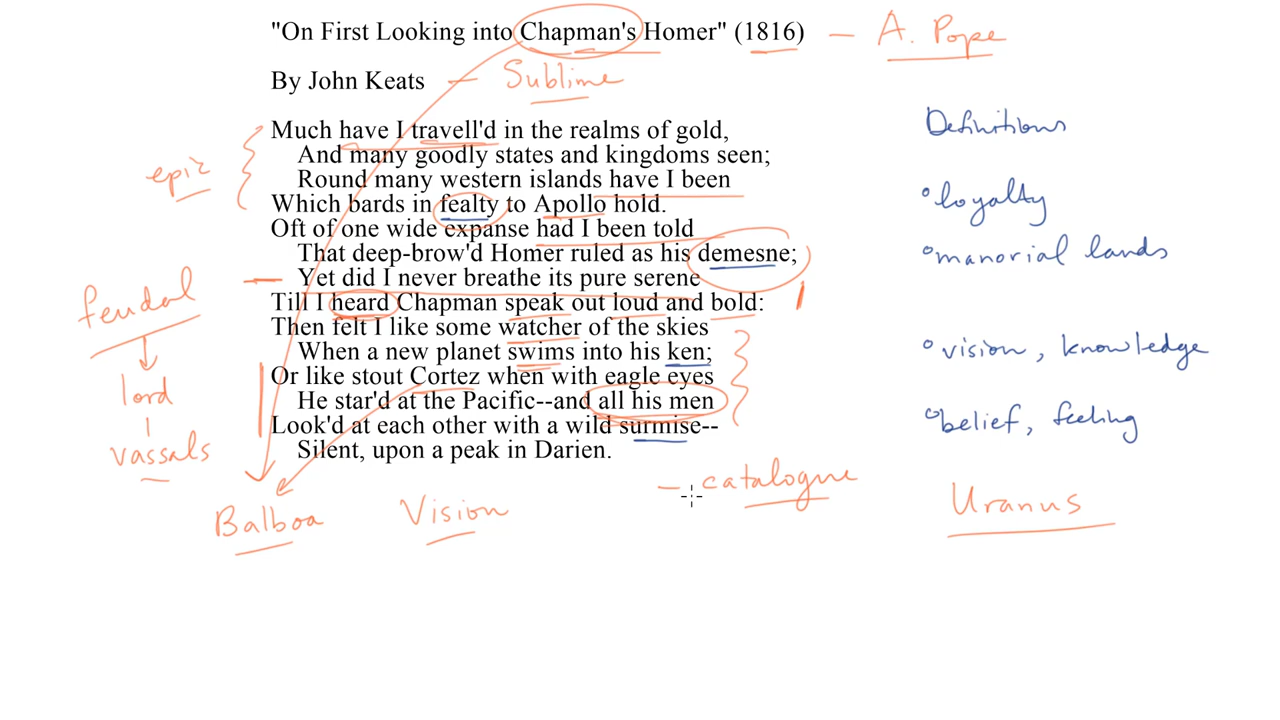 "On First Looking into Chapman's Homer" (1816) — A. Pope
By John Keats — Sublime
Definitions
Much have I travell'd in the realms of gold,
And many goodly states and kingdoms seen;
epic
Round many western islands have I been
• loyalty
Which bards in fealty to Apollo hold.
Oft of one wide expanse had I been told
That deep-brow'd Homer ruled as his demesne;
• manorial lands
Yet did I never breathe its pure serene
feudal
Till I heard Chapman speak out loud and bold:
Then felt I like some watcher of the skies
When a new planet swims into his ken;
• vision, knowledge
Or like stout Cortez when with eagle eyes
lord
He star'd at the Pacific--and all his men
Look'd at each other with a wild surmise--
• belief, feeling
Silent, upon a peak in Darien.
vassals
— catalogue
Uranus
Balboa
Vision